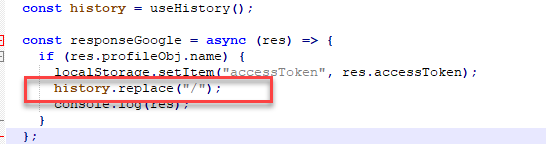 const history = useHistory();
const responseGoogle = async (res) => {
if (res.profileObj.name) {
localStorage.setItem("accessToken", res.accessToken);
history.replace("/");
console.log(res);
}
};